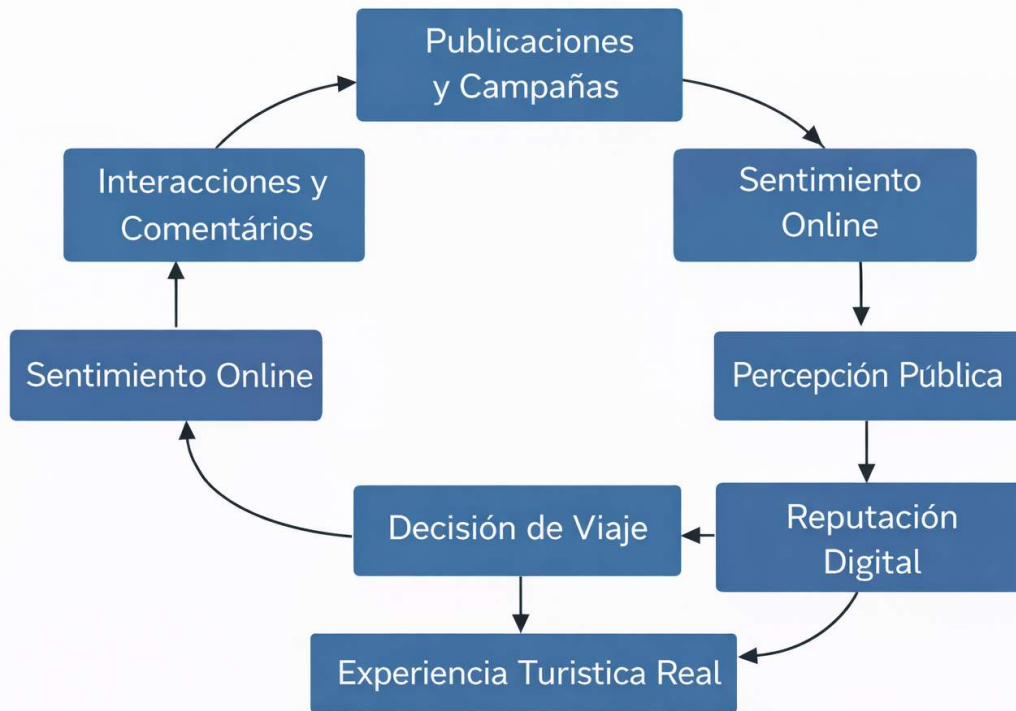 Publicaciones
y Campañas
Interacciones y
Comentários
Sentimiento
Online
Sentimiento Online
Percepción Pública
Decisión de Viaje
Reputación
Digital
Experiencia Turistica Real